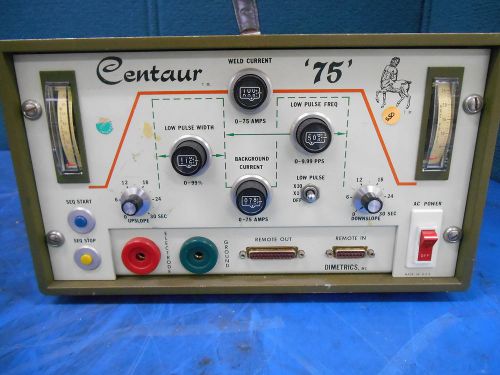 WELD CURRENT
Centaur
T.M.
'75'
T.M.
0-75 AMPS
LOW PULSE WIDTH
0-99%
LOW PULSE FREQ
0-9.99 PPS
BACKGROUND
CURRENT
0-75 AMPS
LOW PULSE
X10
X1
OFF
6 12 18 24 30 SEC
UPSLOPE
6 12 18 24 30 SEC
DOWNSLOPE
SEQ START
SEQ STOP
ELECTRODE
GROUND
REMOTE OUT
REMOTE IN
DIMETRICS, INC.
AC POWER
OFF
MADE IN U.S.A.